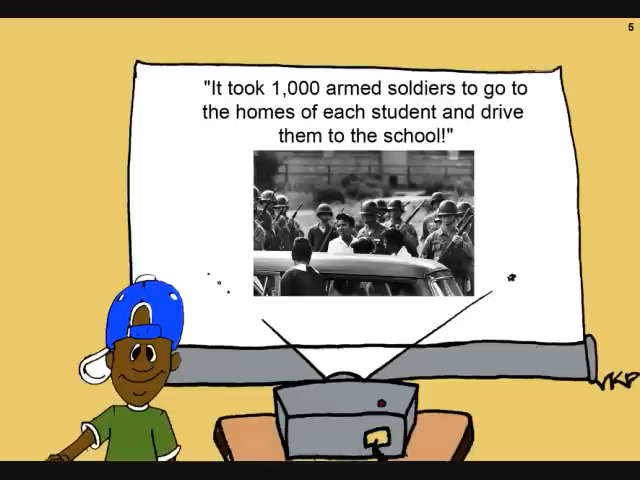 5
"It took 1,000 armed soldiers to go to
the homes of each student and drive
them to the school!"
VKP